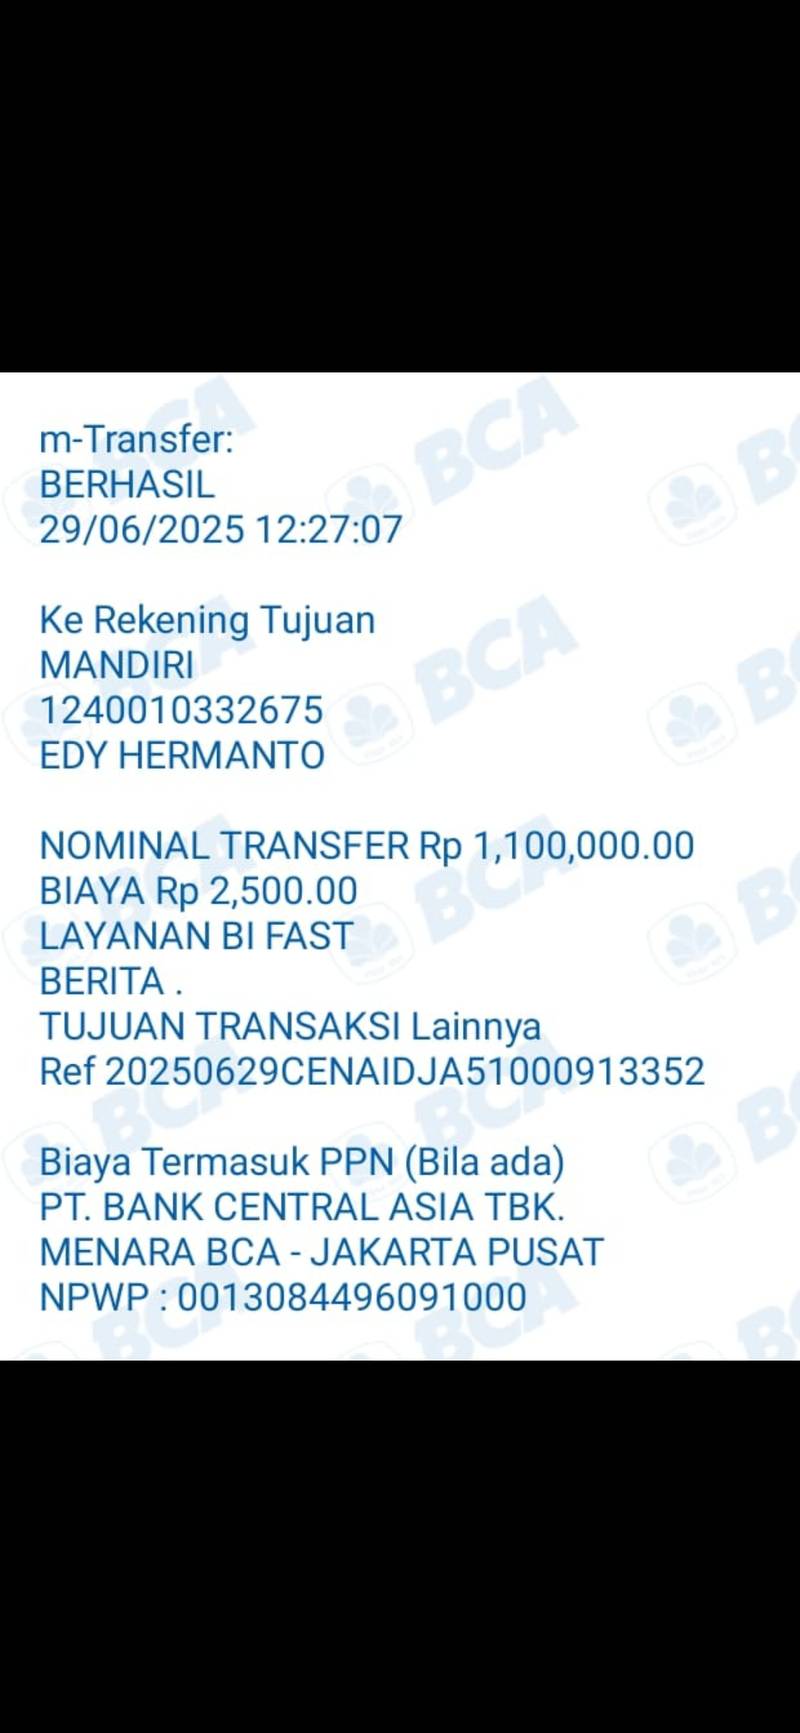 m-Transfer:
BERHASIL
29/06/2025 12:27:07
Ke Rekening Tujuan
MANDIRI
1240010332675
EDY HERMANTO
NOMINAL TRANSFER Rp 1,100,000.00
BIAYA Rp 2,500.00
LAYANAN BI FAST
BERITA .
TUJUAN TRANSAKSI Lainnya
Ref 20250629CENAIDJA51000913352
Biaya Termasuk PPN (Bila ada)
PT. BANK CENTRAL ASIA TBK.
MENARA BCA - JAKARTA PUSAT
NPWP : 0013084496091000